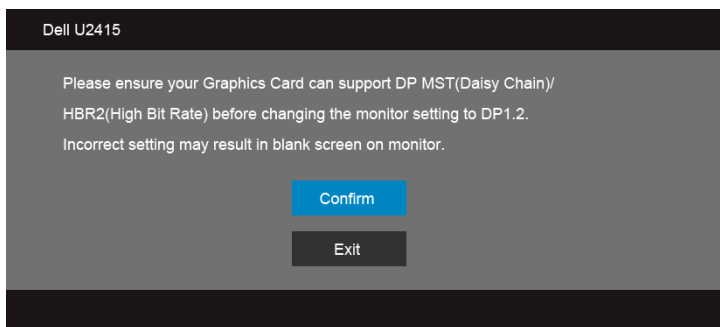 Dell U2415
Please ensure your Graphics Card can support DP MST(Daisy Chain)/
HBR2(High Bit Rate) before changing the monitor setting to DP1.2.
Incorrect setting may result in blank screen on monitor.
Confirm
Exit